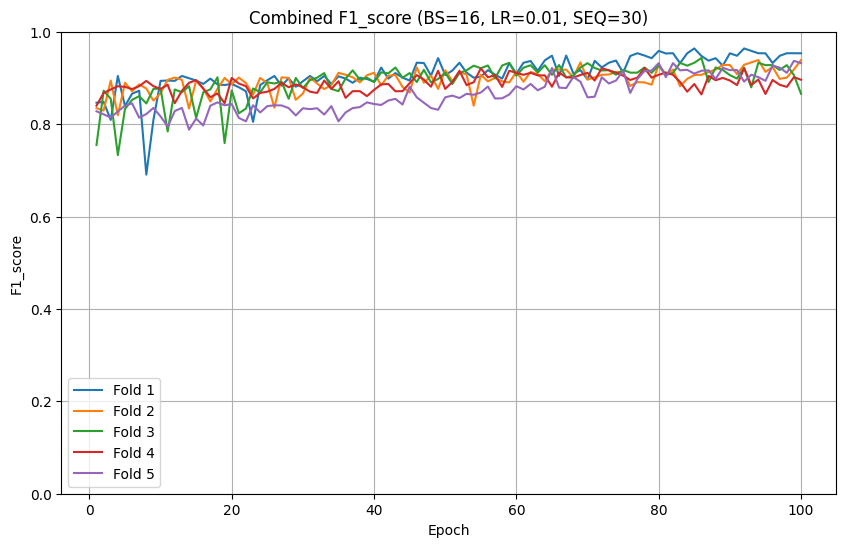 Combined F1_score (BS=16, LR=0.01, SEQ=30)
F1_score
1.0
0.8
0.6
0.4
0.2
0.0
Fold 1
Fold 2
Fold 3
Fold 4
Fold 5
0 20 40 60 80 100
Epoch